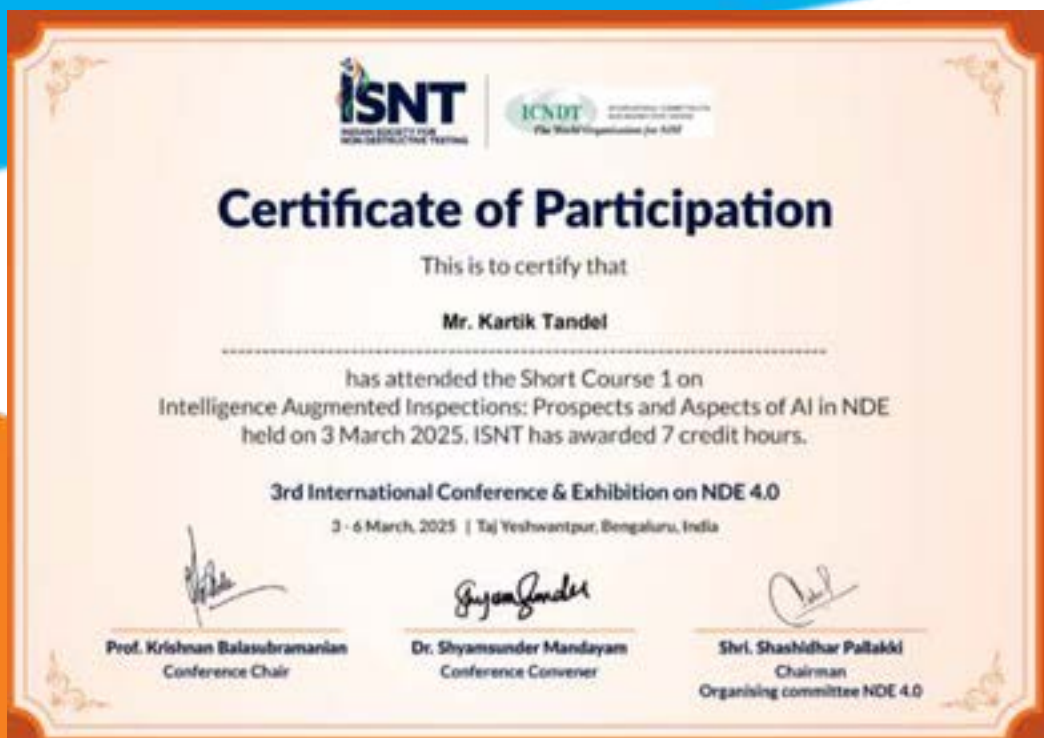 ISNT
INDIAN SOCIETY FOR
NON-DESTRUCTIVE TESTING
ICNDT
The World Organisation for NDT
Certificate of Participation
This is to certify that
Mr. Kartik Tandel
has attended the Short Course 1 on
Intelligence Augmented Inspections: Prospects and Aspects of AI in NDE
held on 3 March 2025. ISNT has awarded 7 credit hours.
3rd International Conference & Exhibition on NDE 4.0
3 - 6 March, 2025 | Taj Yeshwantpur, Bengaluru, India
Prof. Krishnan Balasubramanian
Conference Chair
Dr. Shyamsunder Mandayam
Conference Convener
Shri. Shashidhar Pallakki
Chairman
Organising committee NDE 4.0